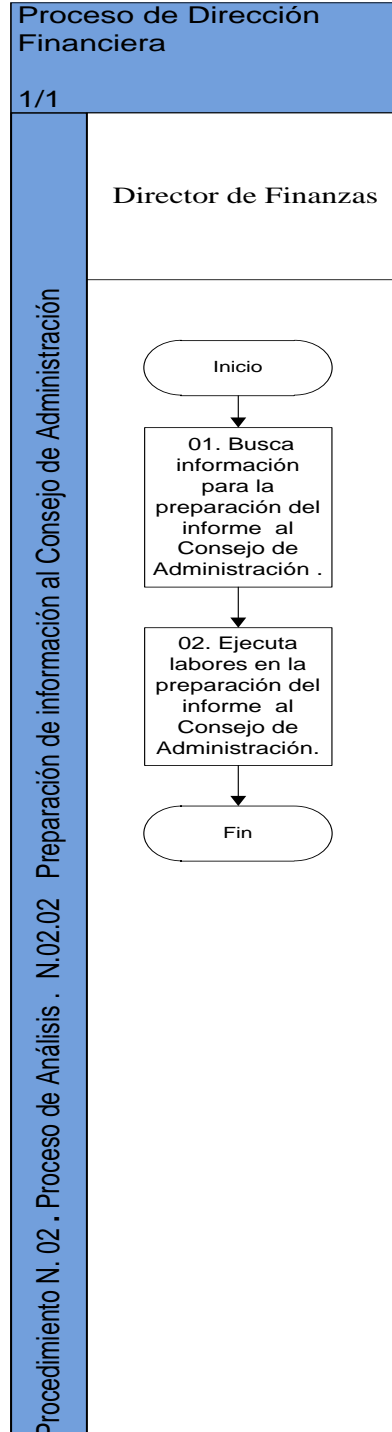 Proceso de Dirección
Financiera
1/1
Director de Finanzas
Procedimiento N. 02 . Proceso de Análisis . N.02.02 Preparación de información al Consejo de Administración
Inicio
01. Busca
información
para la
preparación del
informe al
Consejo de
Administración .
02. Ejecuta
labores en la
preparación del
informe al
Consejo de
Administración.
Fin